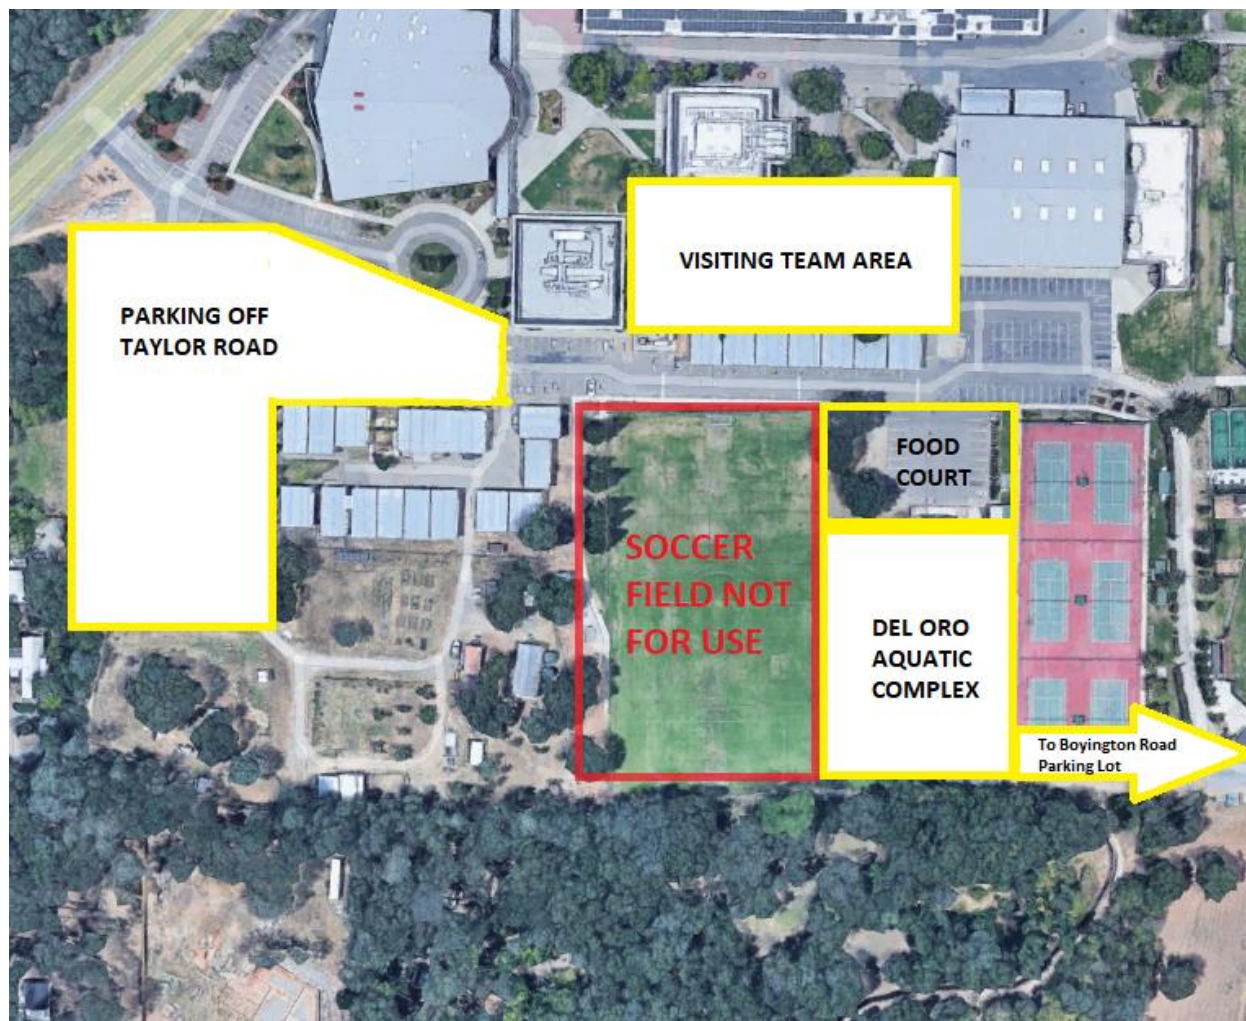 VISITING TEAM AREA
PARKING OFF
TAYLOR ROAD
FOOD
COURT
SOCCER
FIELD NOT
FOR USE
DEL ORO
AQUATIC
COMPLEX
To Boyington Road
Parking Lot